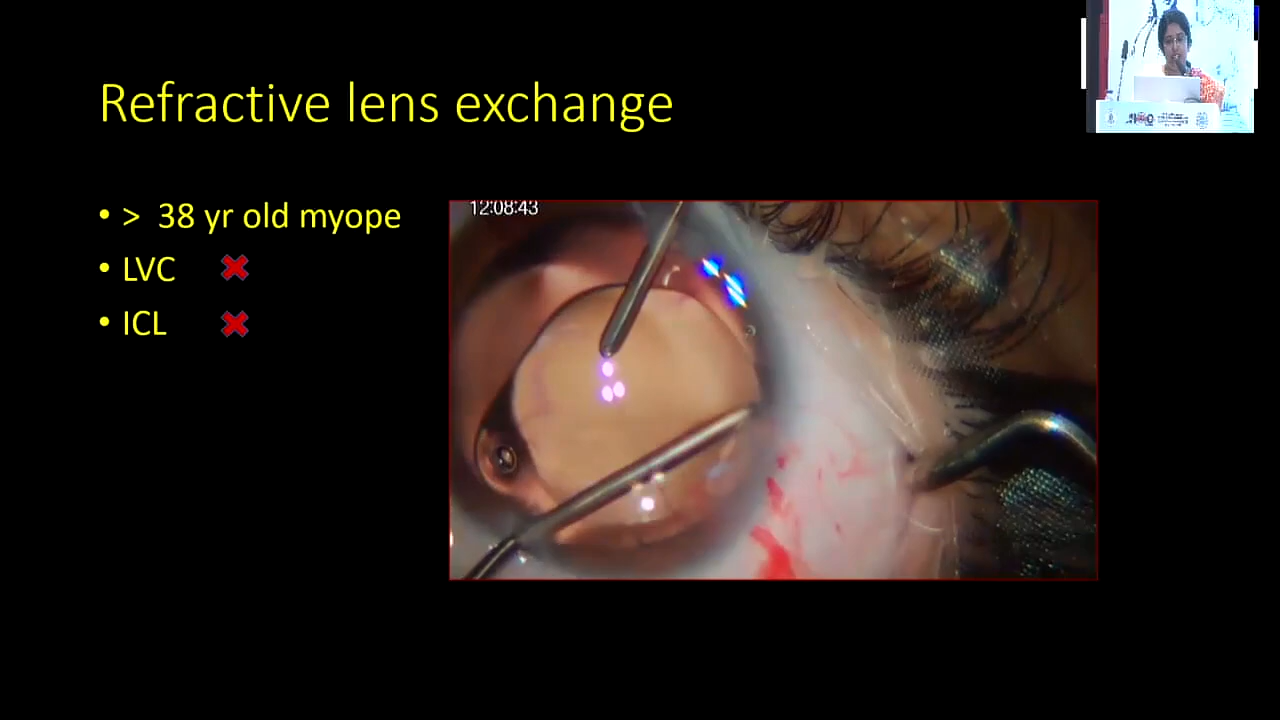 Refractive lens exchange
• > 38 yr old myope
• LVC
• ICL
12:08:43